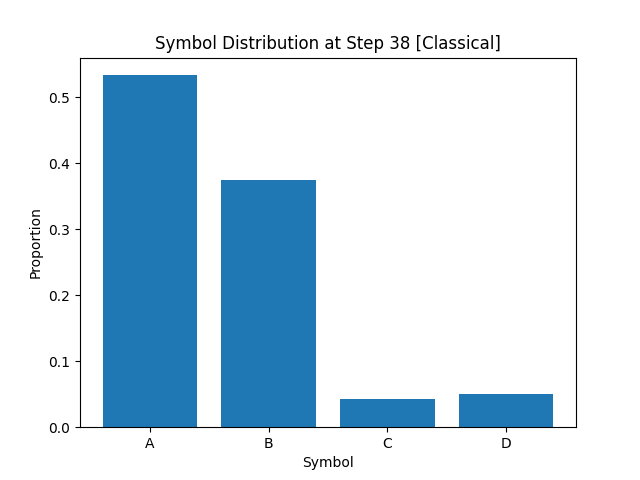 Symbol Distribution at Step 38 [Classical]
0.5
0.4
0.3
0.2
0.1
0.0
Proportion
A B C D
Symbol